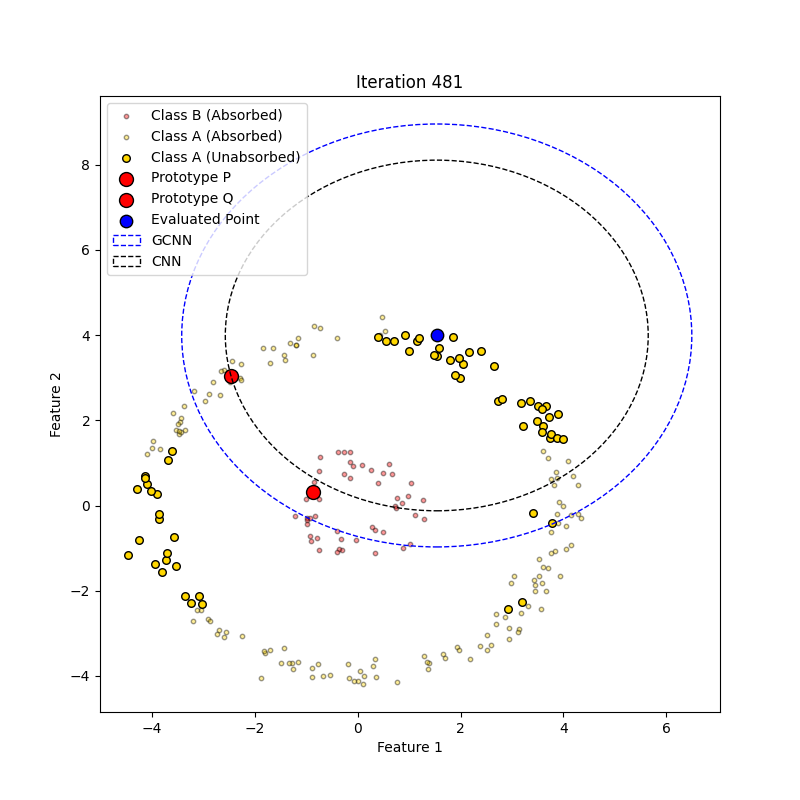 Iteration 481
Class B (Absorbed)
Class A (Absorbed)
Class A (Unabsorbed)
Prototype P
Prototype Q
Evaluated Point
GCNN
CNN
8
6
4
2
0
−2
−4
Feature 2
−4
−2
0
2
4
6
Feature 1